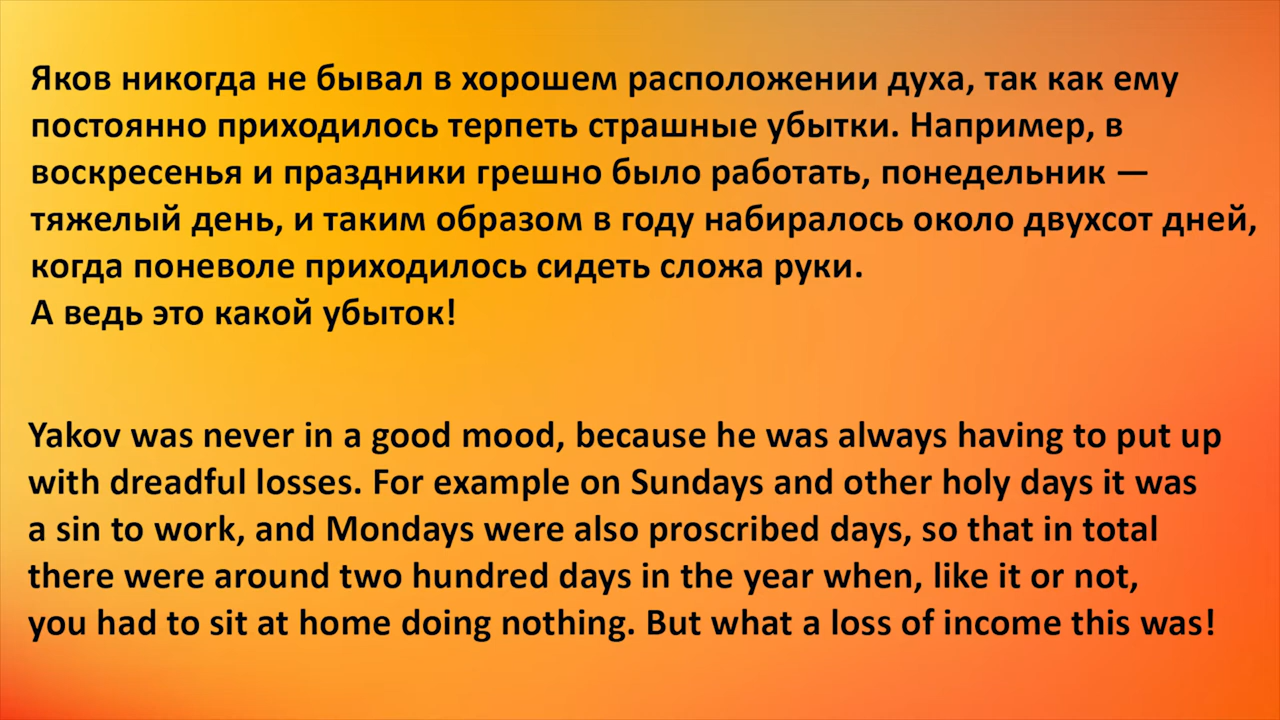 Яков никогда не бывал в хорошем расположении духа, так как ему
постоянно приходилось терпеть страшные убытки. Например, в
воскресенья и праздники грешно было работать, понедельник —
тяжелый день, и таким образом в году набиралось около двухсот дней,
когда поневоле приходилось сидеть сложа руки.
А ведь это какой убыток!
Yakov was never in a good mood, because he was always having to put up
with dreadful losses. For example on Sundays and other holy days it was
a sin to work, and Mondays were also proscribed days, so that in total
there were around two hundred days in the year when, like it or not,
you had to sit at home doing nothing. But what a loss of income this was!